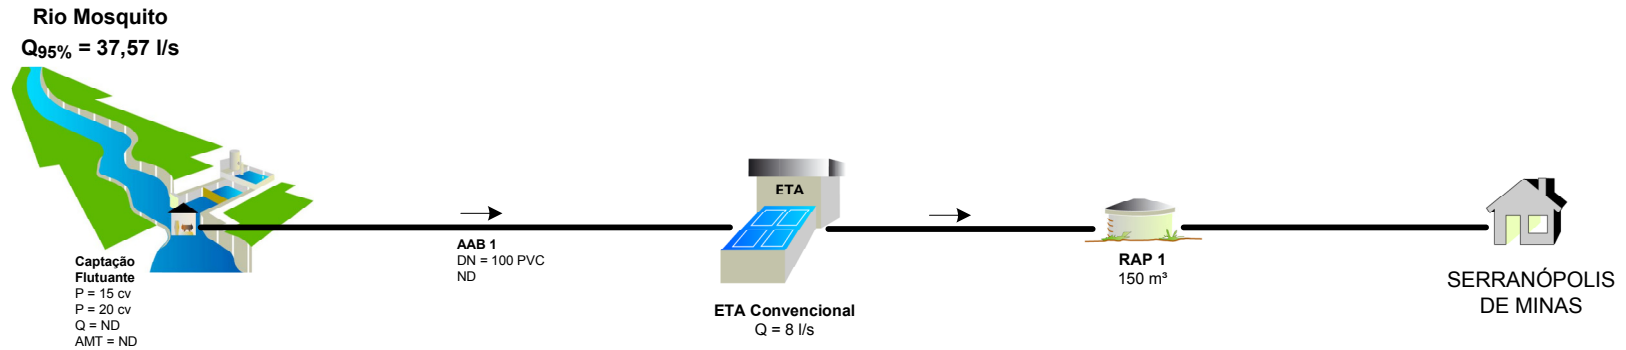 Rio Mosquito
Q95% = 37,57 l/s
Captação
Flutuante
P = 15 cv
P = 20 cv
Q = ND
AMT = ND
AAB 1
DN = 100 PVC
ND
ETA
ETA Convencional
Q = 8 l/s
RAP 1
150 m³
SERRANÓPOLIS
DE MINAS